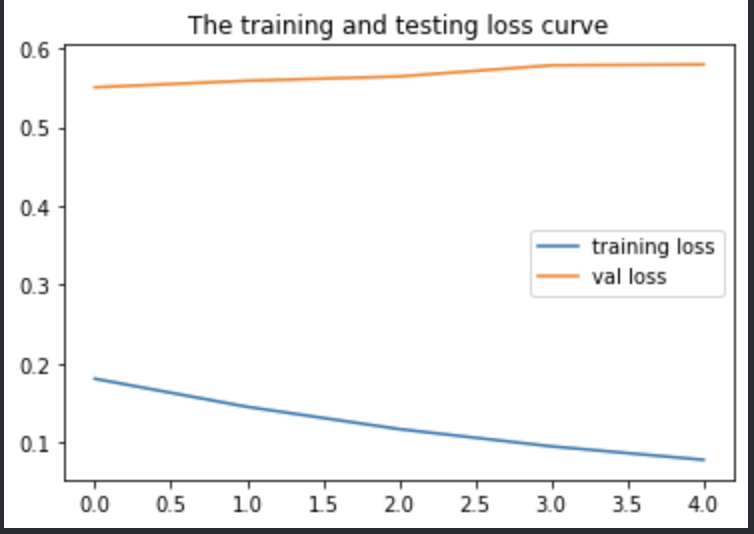 The training and testing loss curve
0.6
0.5
0.4
0.3
0.2
0.1
training loss
val loss
0.0 0.5 1.0 1.5 2.0 2.5 3.0 3.5 4.0